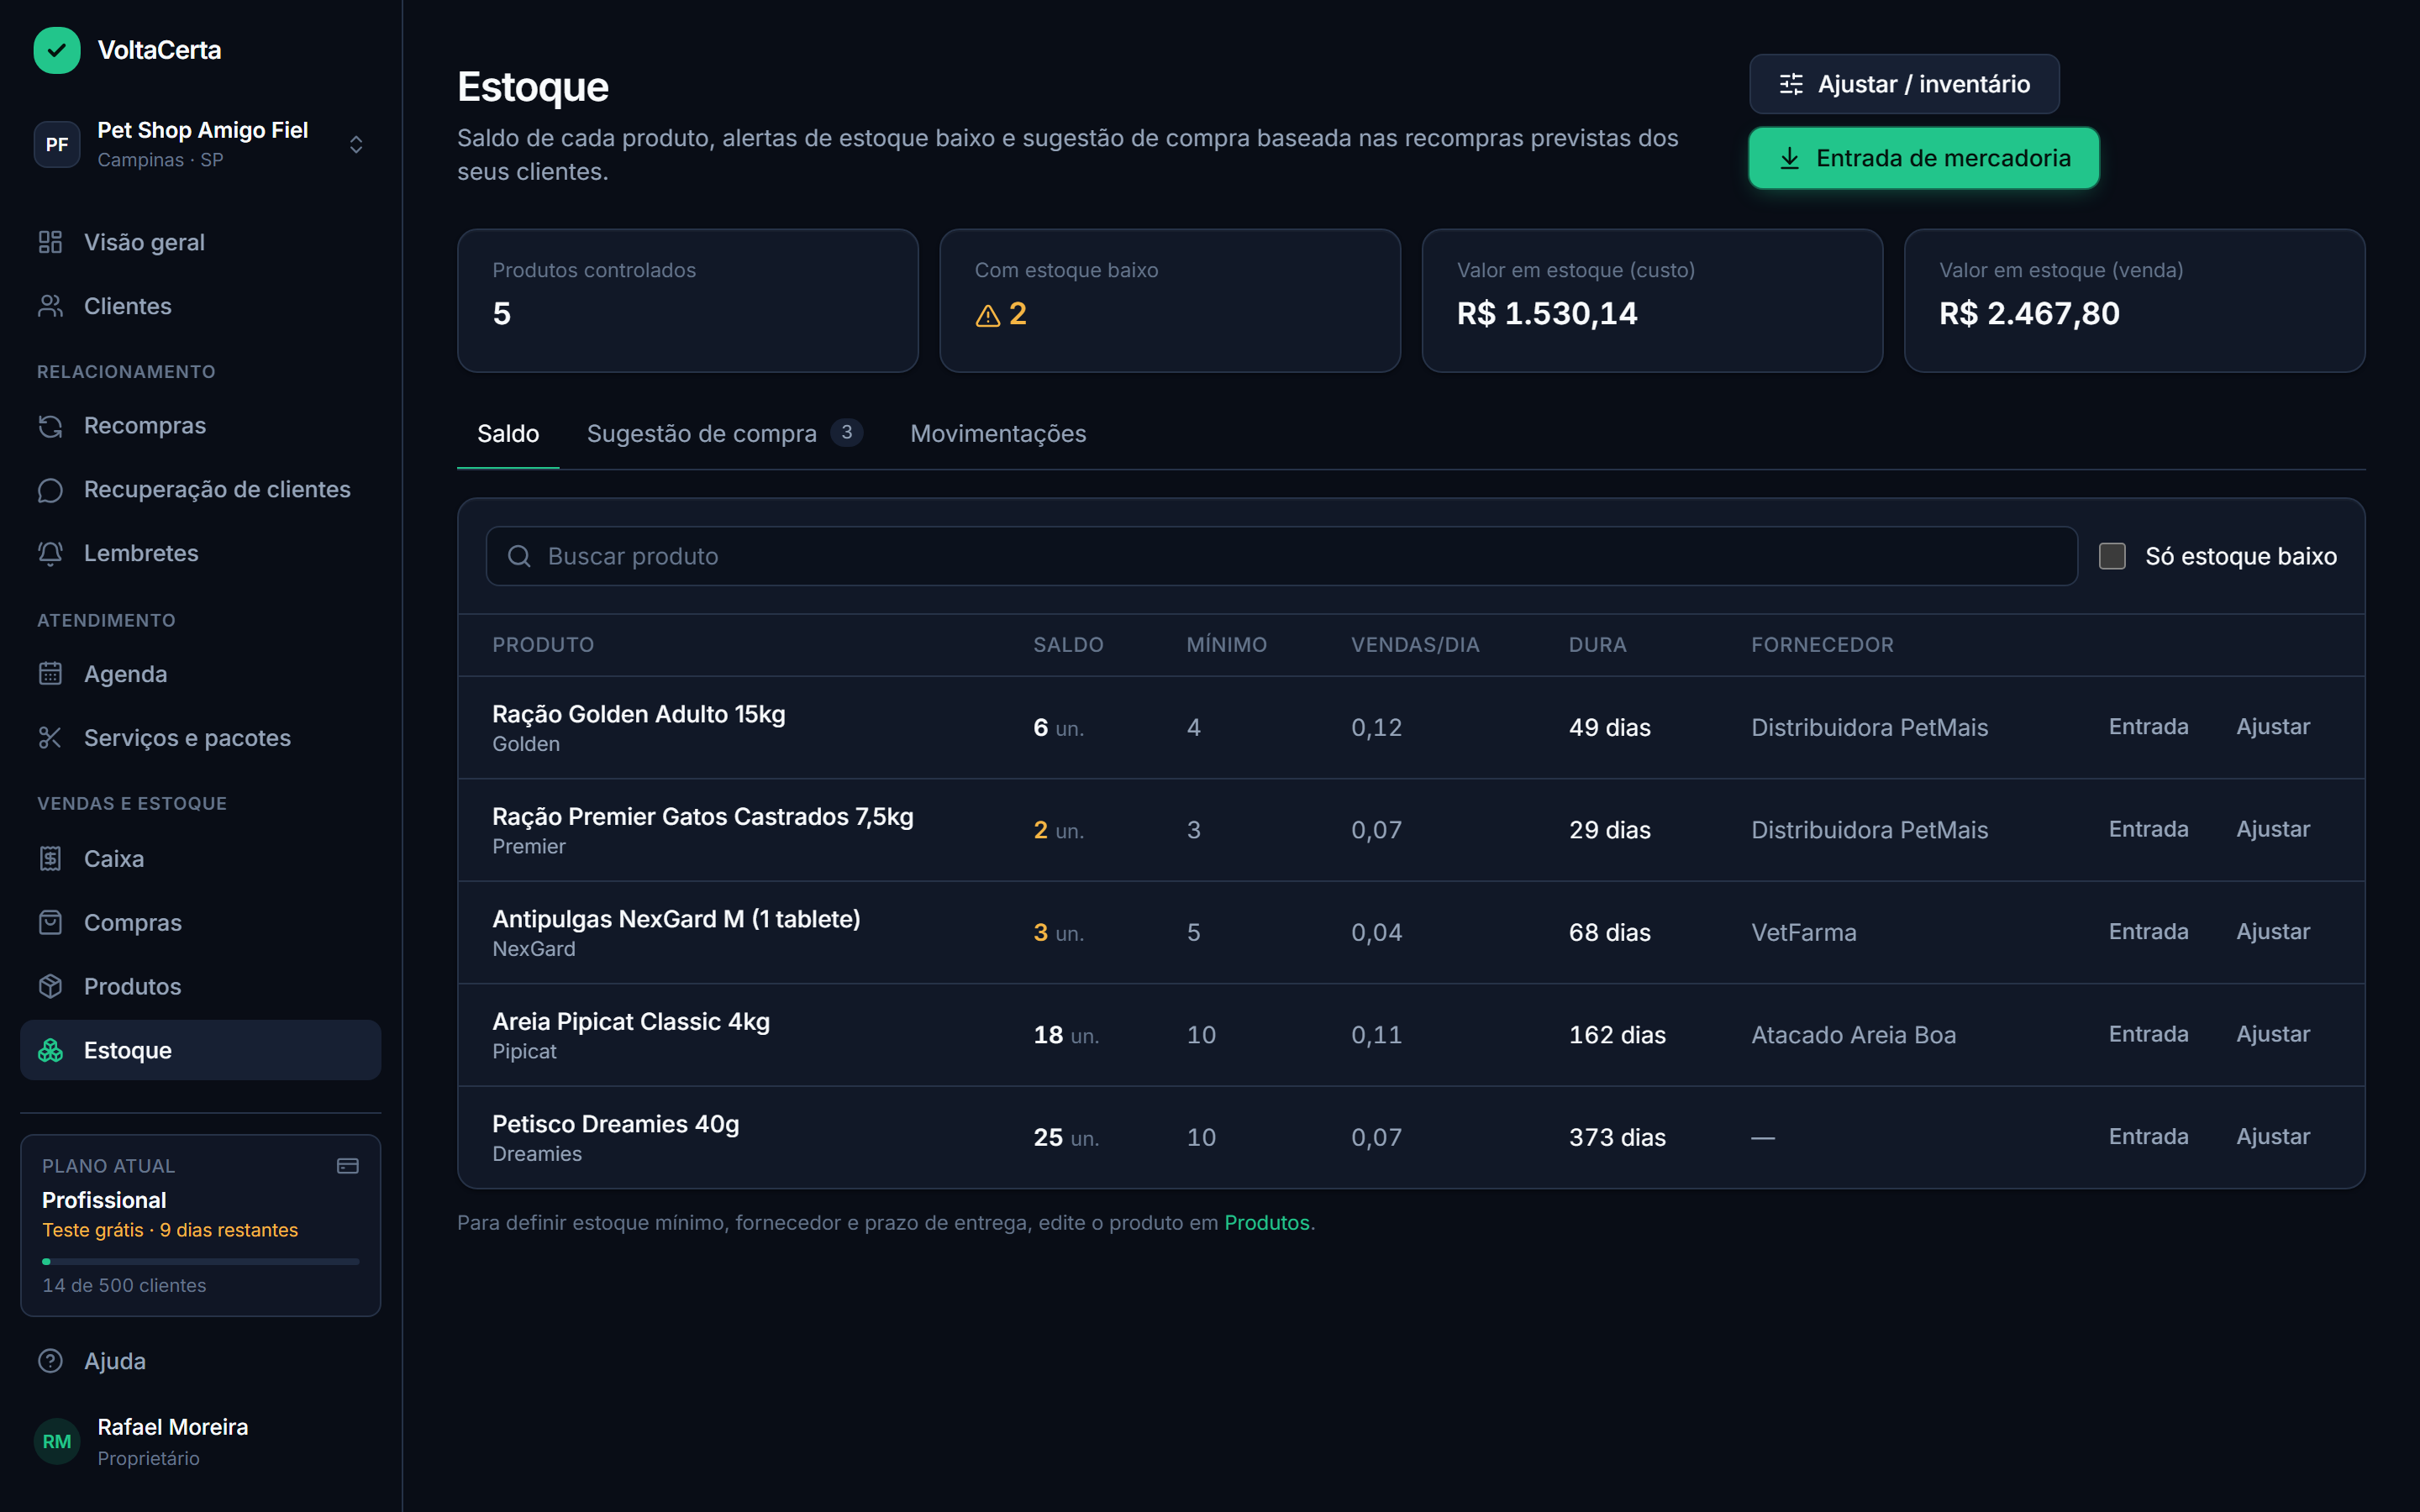 VoltaCerta
PF
Pet Shop Amigo Fiel
Campinas · SP
Visão geral
Clientes
RELACIONAMENTO
Recompras
Recuperação de clientes
Lembretes
ATENDIMENTO
Agenda
Serviços e pacotes
VENDAS E ESTOQUE
Caixa
Compras
Produtos
Estoque
PLANO ATUAL
Profissional
Teste grátis · 9 dias restantes
14 de 500 clientes
Ajuda
RM
Rafael Moreira
Proprietário
Estoque
Saldo de cada produto, alertas de estoque baixo e sugestão de compra baseada nas recompras previstas dos
seus clientes.
Ajustar / inventário
Entrada de mercadoria
Produtos controlados
5
Com estoque baixo
2
Valor em estoque (custo)
R$ 1.530,14
Valor em estoque (venda)
R$ 2.467,80
Saldo Sugestão de compra 3 Movimentações
Buscar produto
Só estoque baixo
PRODUTO SALDO MÍNIMO VENDAS/DIA DURA FORNECEDOR
Ração Golden Adulto 15kg
Golden
6 un. 4 0,12 49 dias Distribuidora PetMais Entrada Ajustar
Ração Premier Gatos Castrados 7,5kg
Premier
2 un. 3 0,07 29 dias Distribuidora PetMais Entrada Ajustar
Antipulgas NexGard M (1 tablete)
NexGard
3 un. 5 0,04 68 dias VetFarma Entrada Ajustar
Areia Pipicat Classic 4kg
Pipicat
18 un. 10 0,11 162 dias Atacado Areia Boa Entrada Ajustar
Petisco Dreamies 40g
Dreamies
25 un. 10 0,07 373 dias — Entrada Ajustar
Para definir estoque mínimo, fornecedor e prazo de entrega, edite o produto em Produtos.